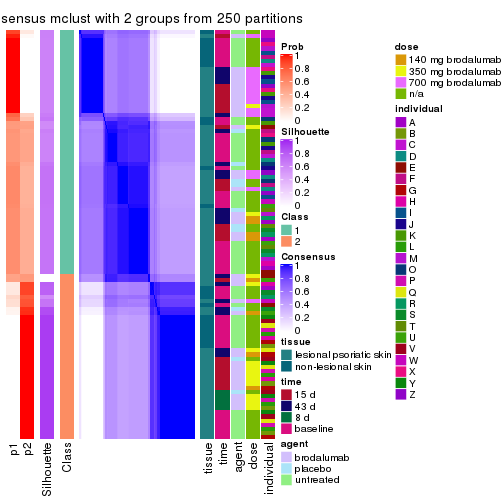 sensus mclust with 2 groups from 250 partitions
p1
p2
Silhouette
Class
tissue
time
agent
dose
individual
Prob
1
0.8
0.6
0.4
0.2
0
Silhouette
1
0.8
0.6
0.4
0.2
0
Class
1
2
Consensus
1
0.8
0.6
0.4
0.2
0
tissue
lesional psoriatic skin
non-lesional skin
time
15 d
43 d
8 d
baseline
agent
brodalumab
placebo
untreated
dose
140 mg brodalumab
350 mg brodalumab
700 mg brodalumab
n/a
individual
A
B
C
D
E
F
G
H
I
J
K
L
M
O
P
Q
R
S
T
U
V
W
X
Y
Z